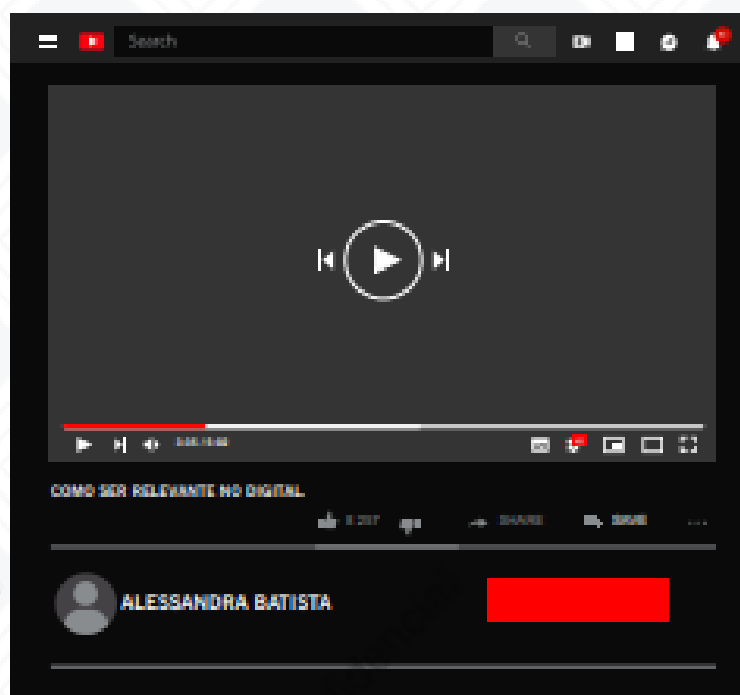 Search
COMO SER RELEVANTE NO DIGITAL
SHARE
SAVE
ALESSANDRA BATISTA